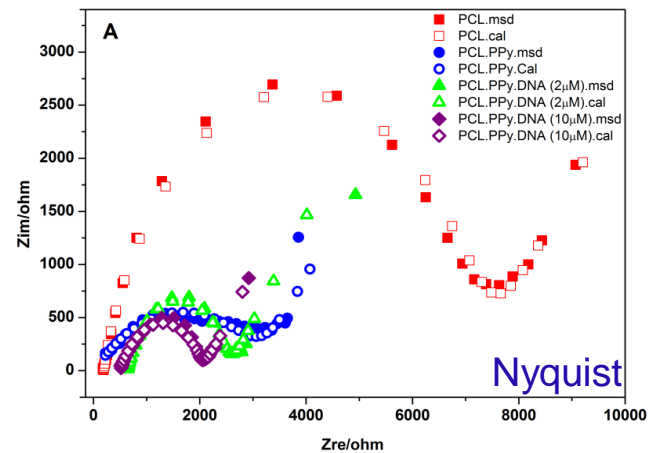 A
PCL.msd
PCL.cal
PCL.PPy.msd
PCL.PPy.Cal
PCL.PPy.DNA (2μM).msd
PCL.PPy.DNA (2μM).cal
PCL.PPy.DNA (10μM).msd
PCL.PPy.DNA (10μM).cal
3000
2500
2000
1500
1000
500
0
Zim/ohm
Nyquist
0 2000 4000 6000 8000 10000
Zre/ohm